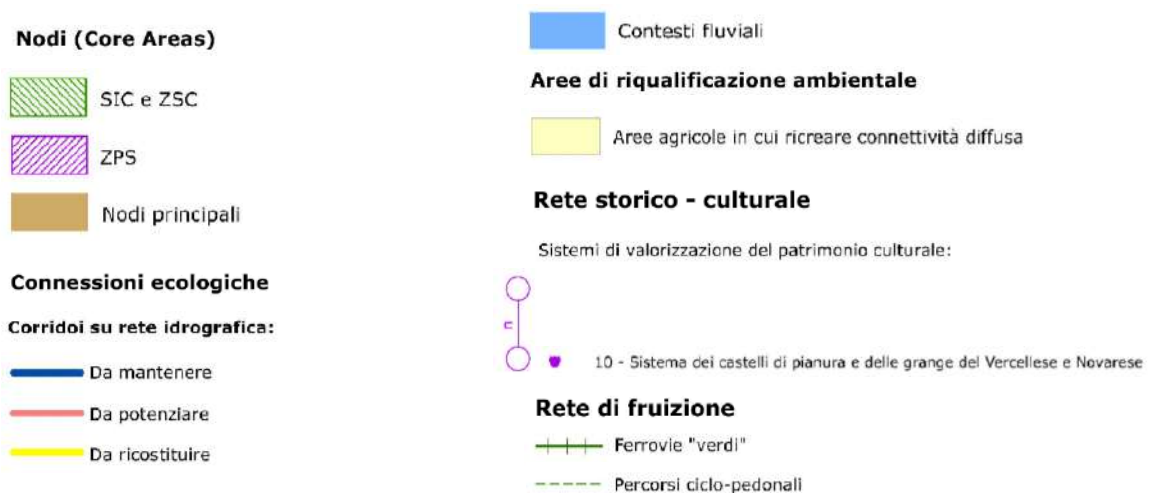 Nodi (Core Areas)
SIC e ZSC
ZPS
Nodi principali
Connessioni ecologiche
Corridoi su rete idrografica:
Da mantenere
Da potenziare
Da ricostituire
Contesti fluviali
Aree di riqualificazione ambientale
Aree agricole in cui ricreare connettività diffusa
Rete storico - culturale
Sistemi di valorizzazione del patrimonio culturale:
10 - Sistema dei castelli di pianura e delle grange del Vercellese e Novarese
Rete di fruizione
Ferrovie "verdi"
Percorsi ciclo-pedonali